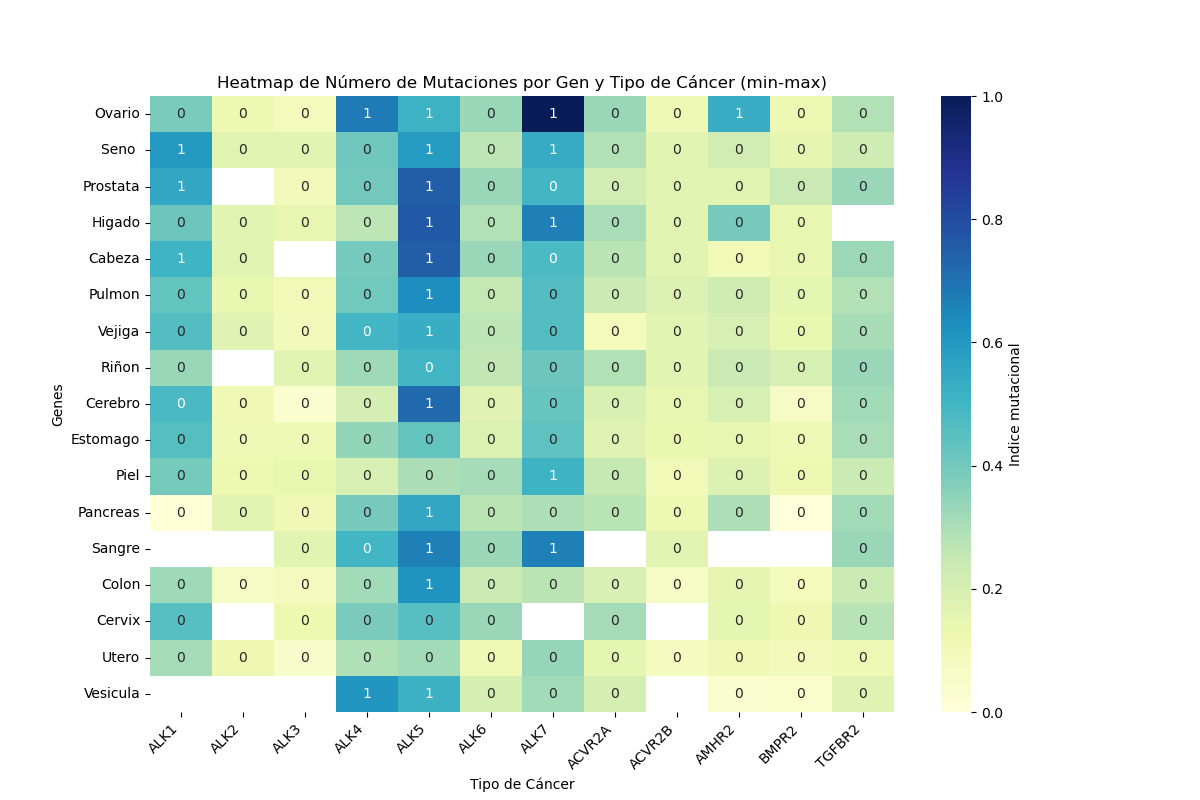 Heatmap de Número de Mutaciones por Gen y Tipo de Cáncer (min-max)
Genes
Ovario 0 0 0 1 1 0 1 0 0 1 0 0
Seno 1 0 0 0 1 0 1 0 0 0 0 0
Prostata 1 0 0 1 0 0 0 0 0 0 0
Higado 0 0 0 0 1 0 1 0 0 0 0
Cabeza 1 0 0 1 0 0 0 0 0 0 0
Pulmon 0 0 0 0 1 0 0 0 0 0 0 0
Vejiga 0 0 0 0 1 0 0 0 0 0 0 0
Riñon 0 0 0 0 0 0 0 0 0 0 0
Cerebro 0 0 0 0 1 0 0 0 0 0 0 0
Estomago 0 0 0 0 0 0 0 0 0 0 0 0
Piel 0 0 0 0 0 0 1 0 0 0 0 0
Pancreas 0 0 0 0 1 0 0 0 0 0 0 0
Sangre 0 0 1 0 1 0 0
Colon 0 0 0 0 1 0 0 0 0 0 0 0
Cervix 0 0 0 0 0 0 0 0 0
Utero 0 0 0 0 0 0 0 0 0 0 0 0
Vesicula 1 1 0 0 0 0 0 0
ALK1 ALK2 ALK3 ALK4 ALK5 ALK6 ALK7 ACVR2A ACVR2B AMHR2 BMPR2 TGFBR2
Tipo de Cáncer
1.0
0.8
0.6
0.4
0.2
0.0
Indice mutacional